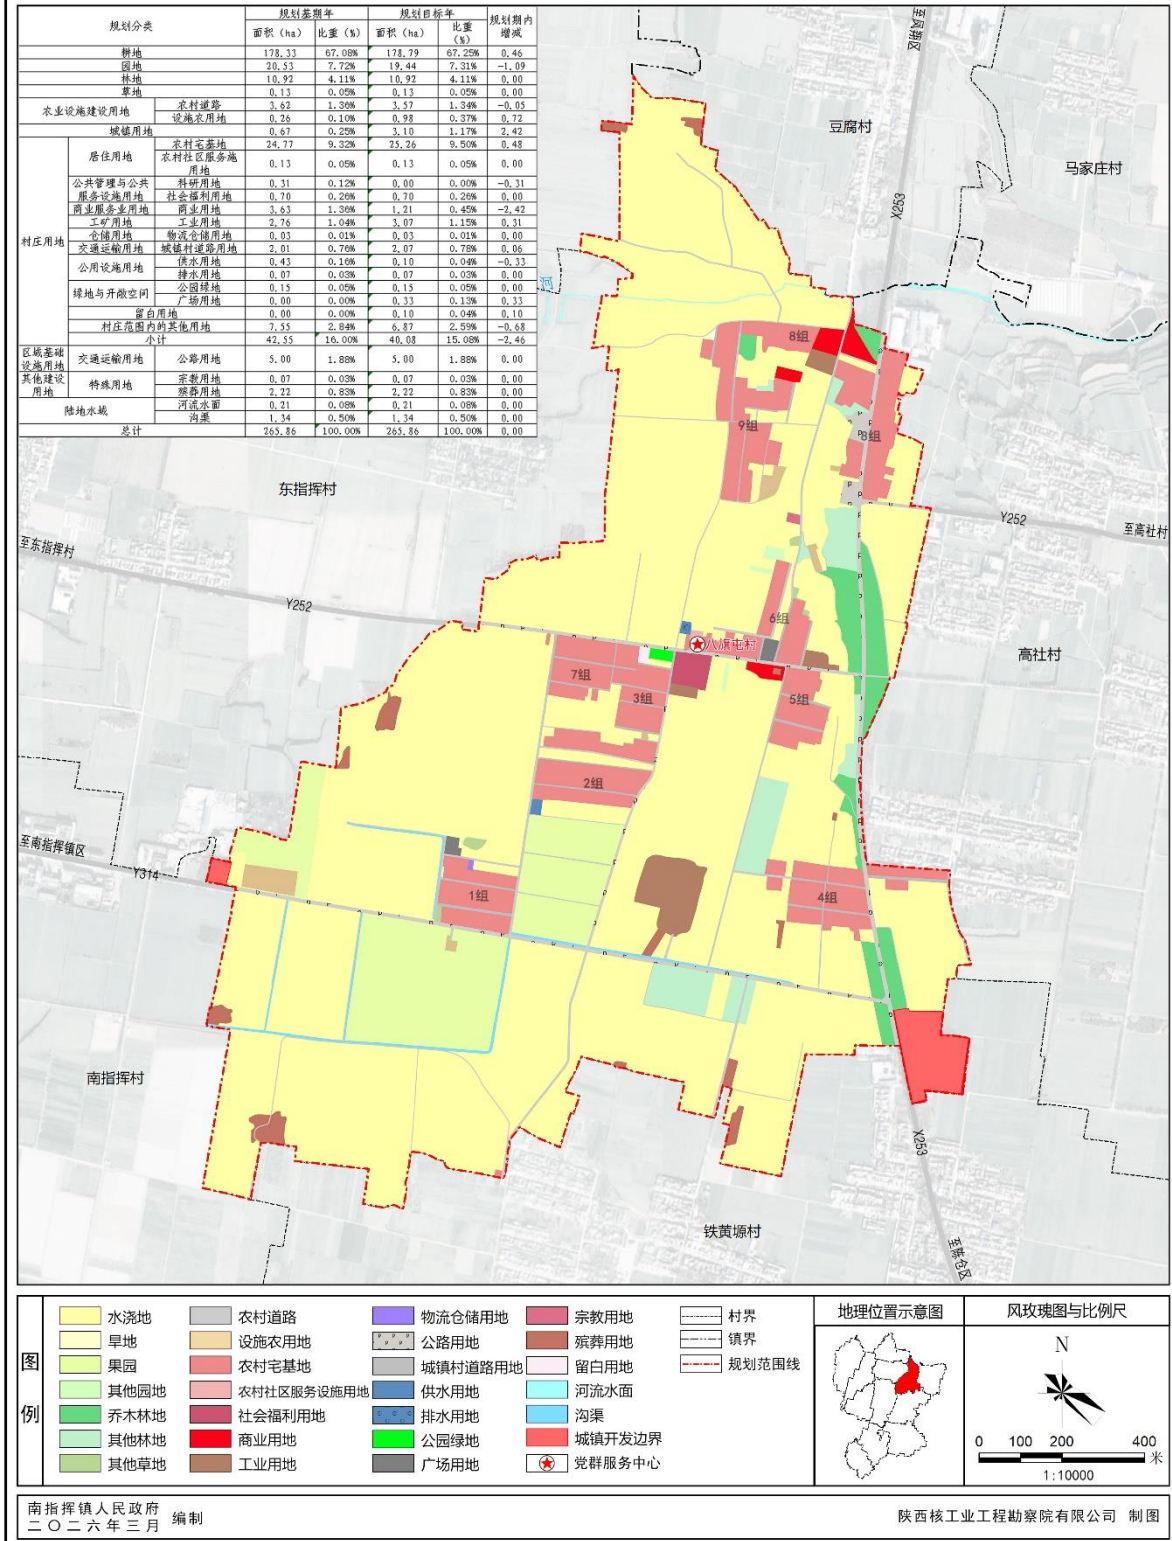 规划分类 规划基期年 规划目标年 规划期内增减
面积（ha） 比重（%） 面积（ha） 比重（%）
耕地 178.33 67.08% 178.79 67.25% 0.46
园地 20.53 7.72% 19.44 7.31% -1.09
林地 10.92 4.11% 10.92 4.11% 0.00
草地 0.13 0.05% 0.13 0.05% 0.00
农业设施建设用地 农村道路 3.62 1.36% 3.57 1.34% -0.05
设施农用地 0.26 0.10% 0.98 0.37% 0.72
城镇用地 0.67 0.25% 3.10 1.17% 2.42
村庄用地 居住用地 农村宅基地 24.77 9.32% 25.26 9.50% 0.48
农村社区服务设施用地 0.13 0.05% 0.13 0.05% 0.00
公共管理与公共服务设施用地 科研用地 0.31 0.12% 0.00 0.00% -0.31
社会福利用地 0.70 0.26% 0.70 0.26% 0.00
商业服务业用地 商业用地 3.63 1.36% 1.21 0.45% -2.42
工矿用地 工业用地 2.76 1.04% 3.07 1.15% 0.31
仓储用地 物流仓储用地 0.03 0.01% 0.03 0.01% 0.00
交通运输用地 城镇村道路用地 2.01 0.76% 2.07 0.78% 0.06
公用设施用地 供水用地 0.43 0.16% 0.10 0.04% -0.33
排水用地 0.07 0.03% 0.07 0.03% 0.00
绿地与开敞空间 公园绿地 0.15 0.05% 0.15 0.05% 0.00
广场用地 0.00 0.00% 0.33 0.13% 0.33
留白用地 0.00 0.00% 0.10 0.04% 0.10
村庄范围内的其他用地 7.55 2.84% 6.87 2.59% -0.68
小计 42.55 16.00% 40.08 15.08% -2.46
区域基础设施用地 交通运输用地 公路用地 5.00 1.88% 5.00 1.88% 0.00
其他建设用地 特殊用地 宗教用地 0.07 0.03% 0.07 0.03% 0.00
殡葬用地 2.22 0.83% 2.22 0.83% 0.00
陆地水域 河流水面 0.21 0.08% 0.21 0.08% 0.00
沟渠 1.34 0.50% 1.34 0.50% 0.00
总计 265.86 100.00% 265.86 100.00% 0.00
至凤翔区
豆腐村
马家庄村
X253
河
8组
9组
8组
东指挥村
Y252
至高社村
至东指挥村
Y252
6组
八旗屯村
高社村
7组
3组
5组
2组
至南指挥镇区
Y314
1组
4组
南指挥村
X253
铁黄塬村
至陈仓区
图例
水浇地 农村道路 物流仓储用地 宗教用地 村界
旱地 设施农用地 公路用地 殡葬用地 镇界
果园 农村宅基地 城镇村道路用地 留白用地 规划范围线
其他园地 农村社区服务设施用地 供水用地 河流水面
乔木林地 社会福利用地 排水用地 沟渠
其他林地 商业用地 公园绿地 城镇开发边界
其他草地 工业用地 广场用地 党群服务中心
地理位置示意图
风玫瑰图与比例尺
N
0 100 200 400 米
1:10000
南指挥镇人民政府
二〇二六年三月 编制
陕西核工业工程勘察院有限公司 制图